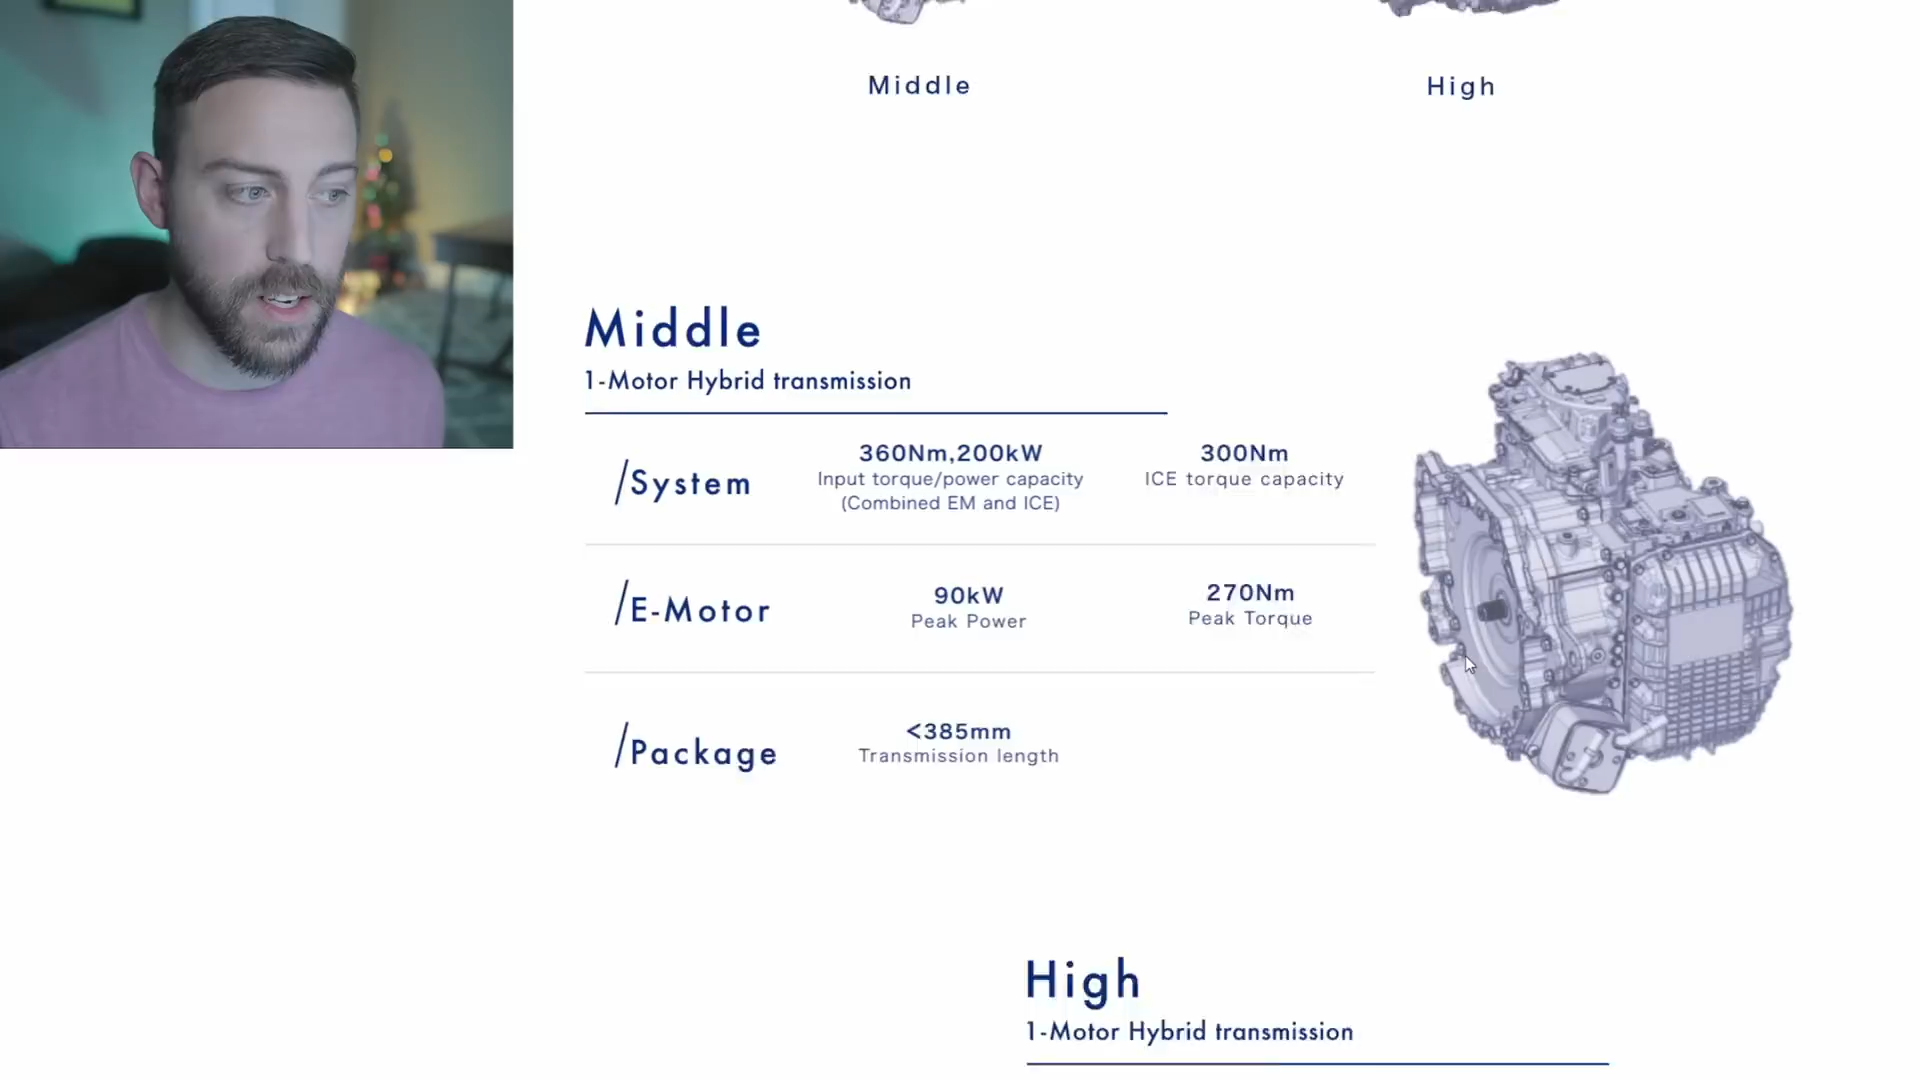 Middle
High
Middle
1-Motor Hybrid transmission
/System
360Nm,200kW
Input torque/power capacity
(Combined EM and ICE)
300Nm
ICE torque capacity
/E-Motor
90kW
Peak Power
270Nm
Peak Torque
/Package
<385mm
Transmission length
High
1-Motor Hybrid transmission